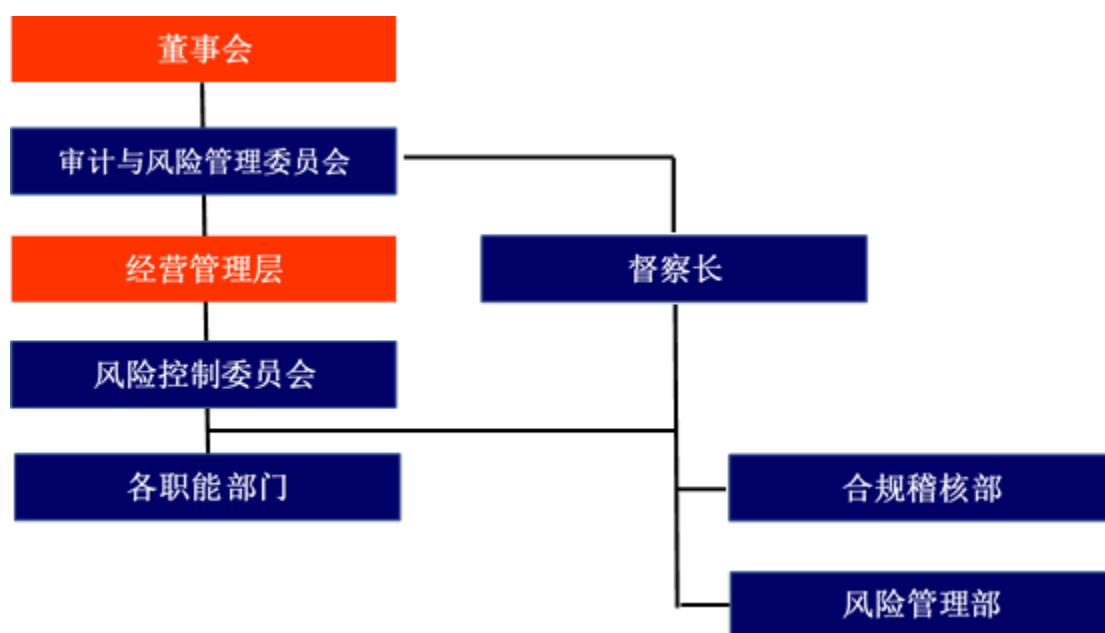 董事会
审计与风险管理委员会
经营管理层
督察长
风险控制委员会
各职能部门
合规稽核部
风险管理部